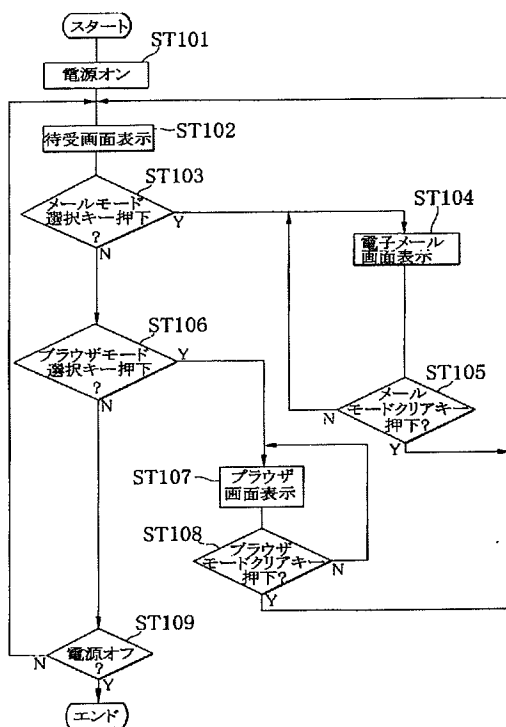 スタート
ST101
電源オン
ST102
待受画面表示
ST103
メールモード
選択キー押下
?
Y
N
ST104
電子メール
画面表示
ST105
メール
モードクリアキー
押下?
N
Y
ST106
ブラウザモード
選択キー押下
?
Y
N
ST107
ブラウザ
画面表示
ST108
ブラウザ
モードクリアキー
押下?
N
Y
ST109
電源オフ
?
N
Y
エンド